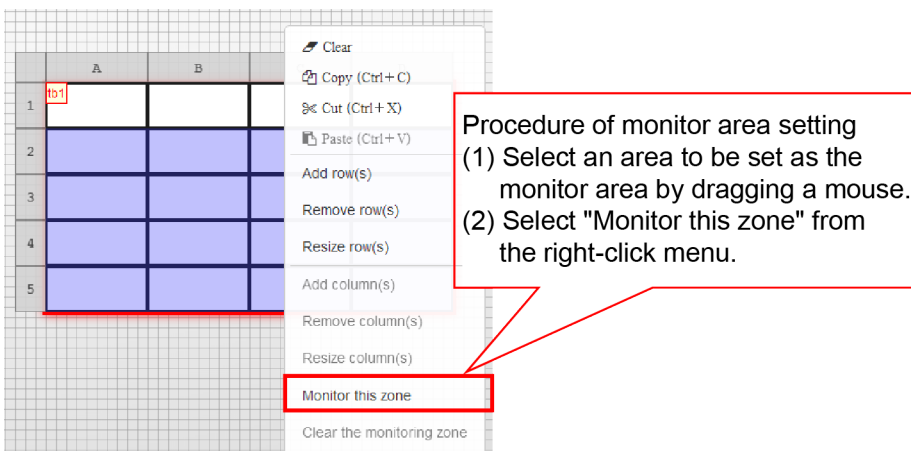 Clear
A B
Copy (Ctrl+C)
tb1
1
Cut (Ctrl+X)
Procedure of monitor area setting
Paste (Ctrl+V)
(1) Select an area to be set as the
2
Add row(s)
monitor area by dragging a mouse.
3
Remove row(s)
(2) Select "Monitor this zone" from
4
Resize row(s)
the right-click menu.
5
Add column(s)
Remove column(s)
Resize column(s)
Monitor this zone
Clear the monitoring zone